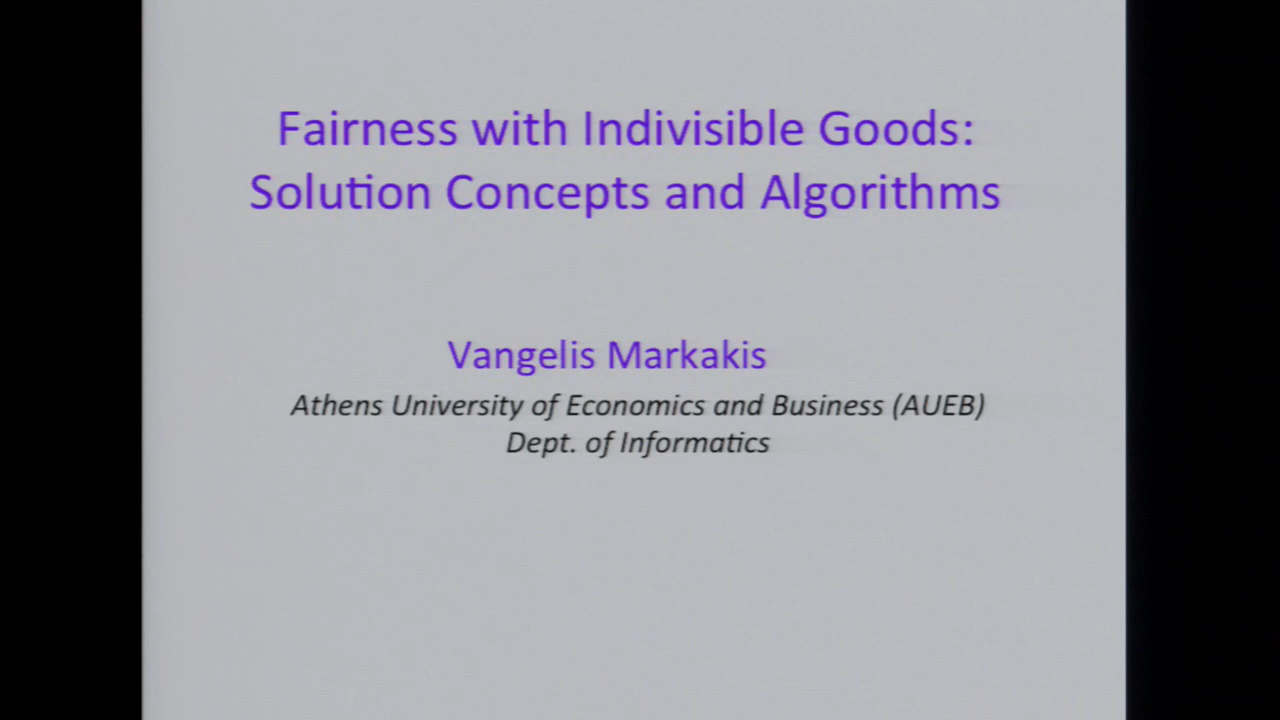 Fairness with Indivisible Goods:
Solution Concepts and Algorithms
Vangelis Markakis
Athens University of Economics and Business (AUEB)
Dept. of Informatics